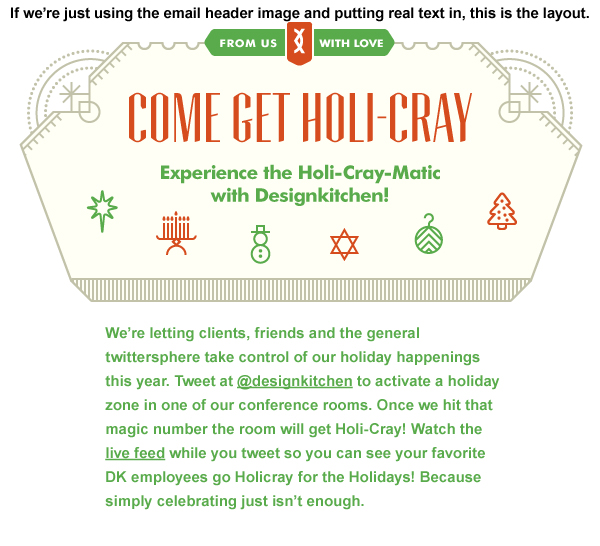 If we’re just using the email header image and putting real text in, this is the layout.
FROM US WITH LOVE
COME GET HOLI-CRAY
Experience the Holi-Cray-Matic
with Designkitchen!
We’re letting clients, friends and the general
twittersphere take control of our holiday happenings
this year. Tweet at @designkitchen to activate a holiday
zone in one of our conference rooms. Once we hit that
magic number the room will get Holi-Cray! Watch the
live feed while you tweet so you can see your favorite
DK employees go Holicray for the Holidays! Because
simply celebrating just isn’t enough.